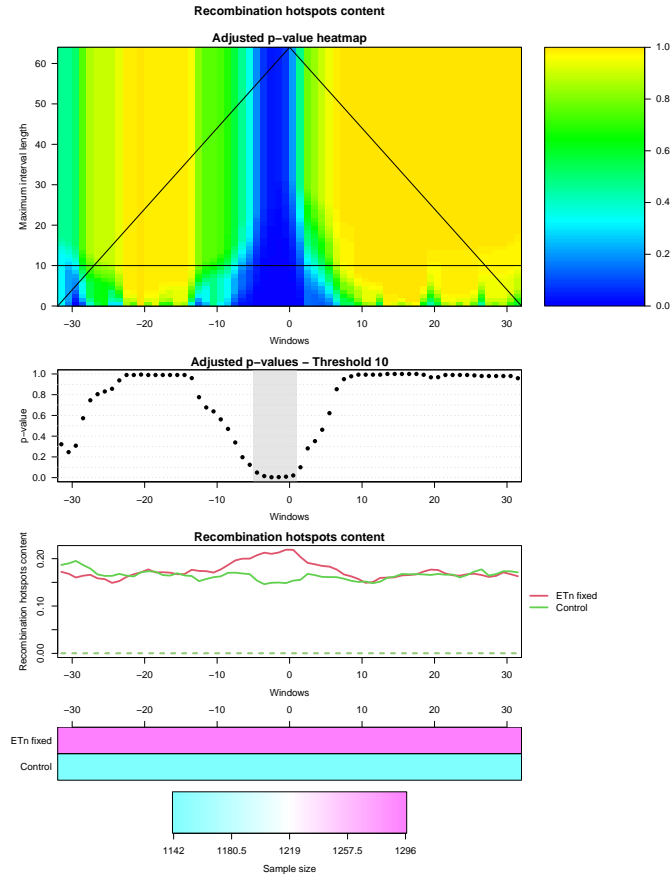 Recombination hotspots content
Adjusted p-value heatmap
Maximum interval length
0 10 20 30 40 50 60
−30 −20 −10 0 10 20 30
Windows
0.0 0.2 0.4 0.6 0.8 1.0
Adjusted p-values − Threshold 10
p-value
0.0 0.2 0.4 0.6 0.8 1.0
−30 −20 −10 0 10 20 30
Windows
Recombination hotspots content
Recombination hotspots content
0.00 0.10 0.20
−30 −20 −10 0 10 20 30
Windows
ETn fixed
Control
−30 −20 −10 0 10 20 30
ETn fixed
Control
1142 1180.5 1219 1257.5 1296
Sample size